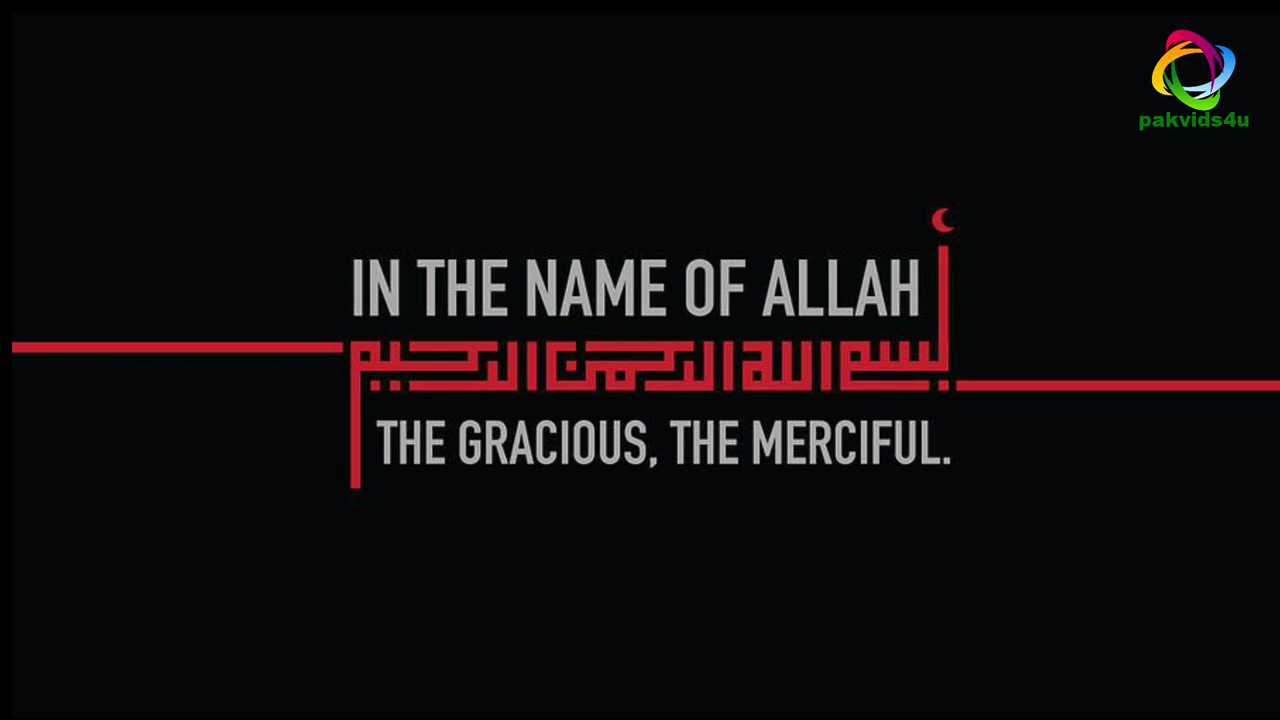 pakvids4u
IN THE NAME OF ALLAH
بسم الله الرحمن الرحيم
THE GRACIOUS, THE MERCIFUL.